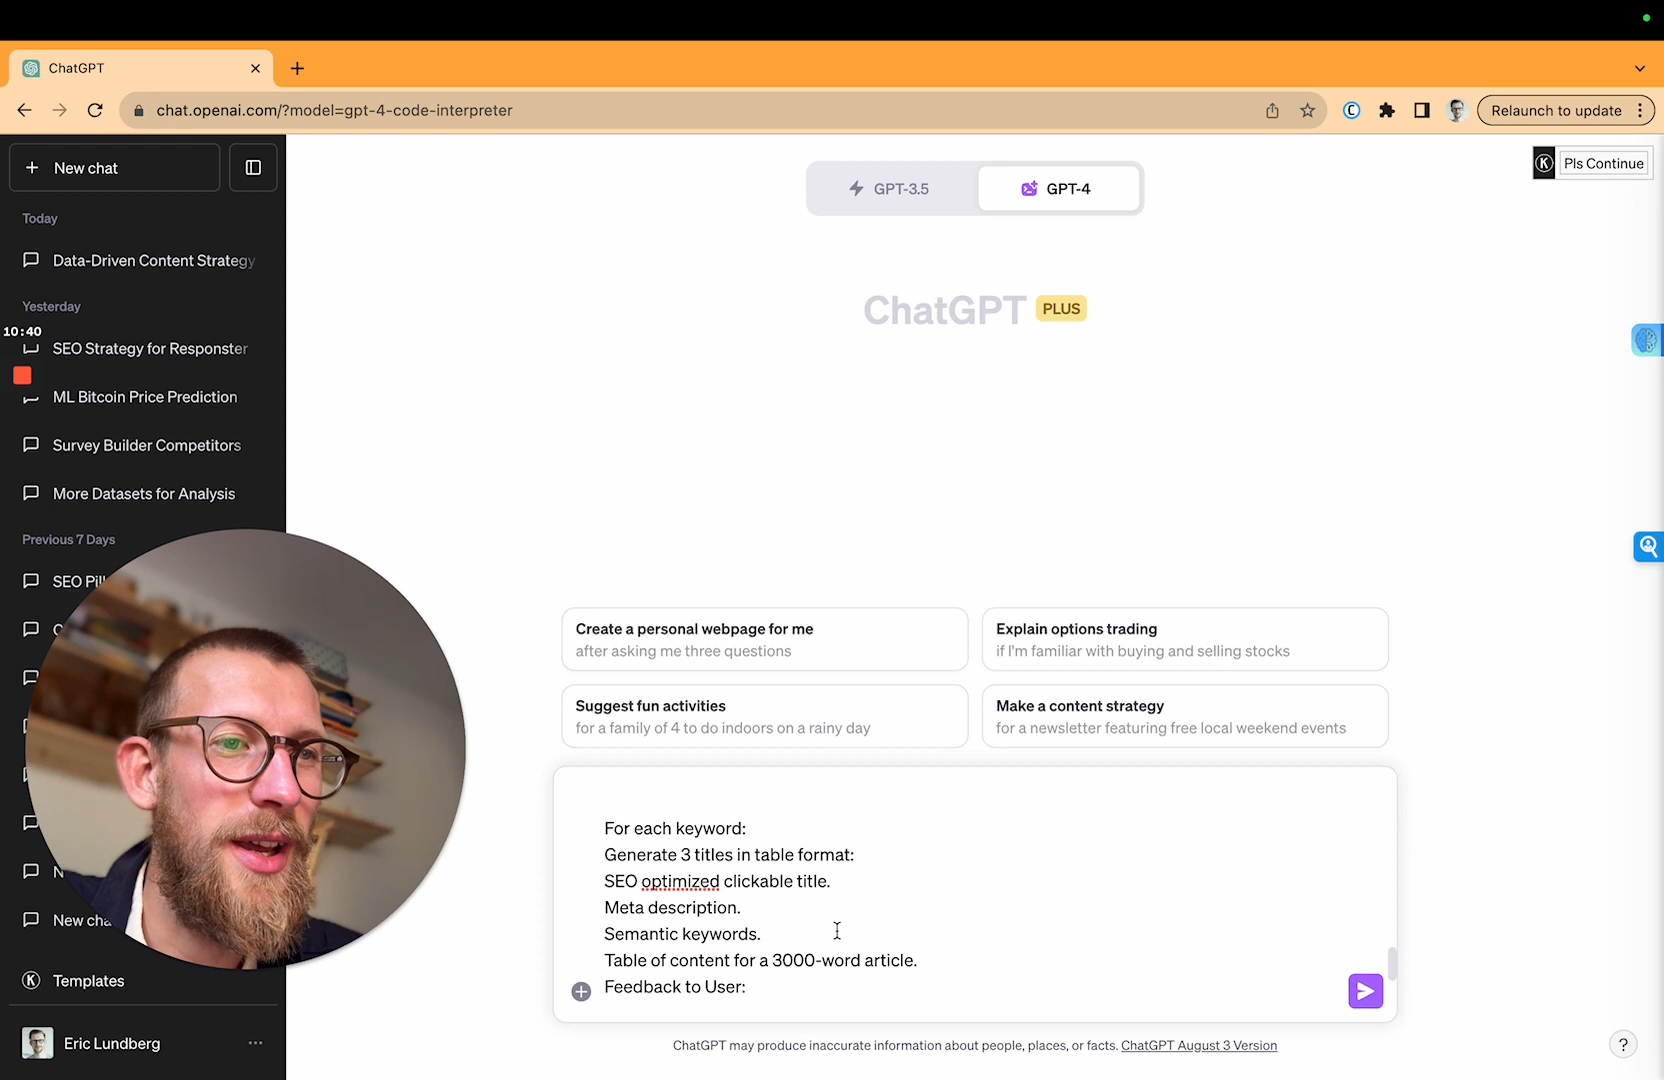 ChatGPT
chat.openai.com/?model=gpt-4-code-interpreter
Relaunch to update
New chat
GPT-3.5
GPT-4
Pls Continue
Today
Data-Driven Content Strategy
Yesterday
10:40
SEO Strategy for Responster
ML Bitcoin Price Prediction
Survey Builder Competitors
More Datasets for Analysis
Previous 7 Days
SEO Pil
New cha
Templates
Eric Lundberg
ChatGPT PLUS
Create a personal webpage for me
after asking me three questions
Explain options trading
if I'm familiar with buying and selling stocks
Suggest fun activities
for a family of 4 to do indoors on a rainy day
Make a content strategy
for a newsletter featuring free local weekend events
For each keyword:
Generate 3 titles in table format:
SEO optimized clickable title.
Meta description.
Semantic keywords.
Table of content for a 3000-word article.
Feedback to User:
ChatGPT may produce inaccurate information about people, places, or facts. ChatGPT August 3 Version
?